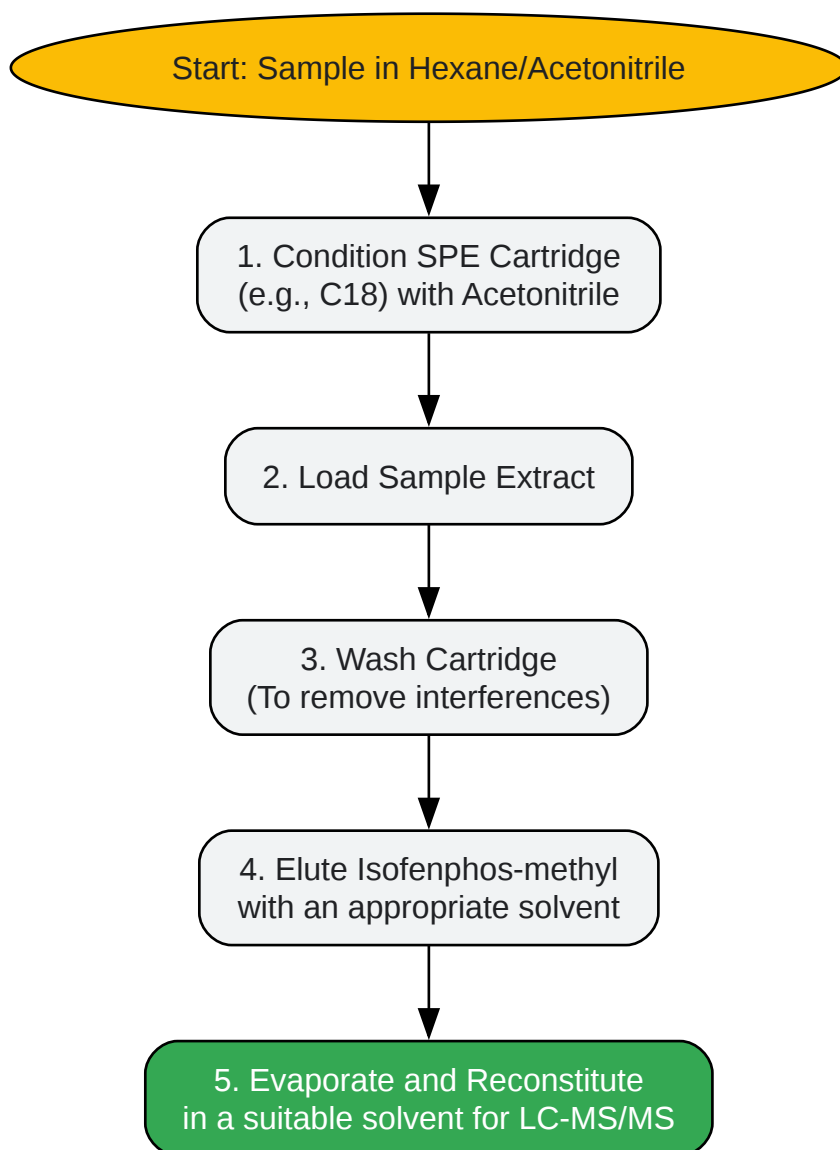 Start: Sample in Hexane/Acetonitrile
1. Condition SPE Cartridge
(e.g., C18) with Acetonitrile
2. Load Sample Extract
3. Wash Cartridge
(To remove interferences)
4. Elute Isofenphos-methyl
with an appropriate solvent
5. Evaporate and Reconstitute
in a suitable solvent for LC-MS/MS